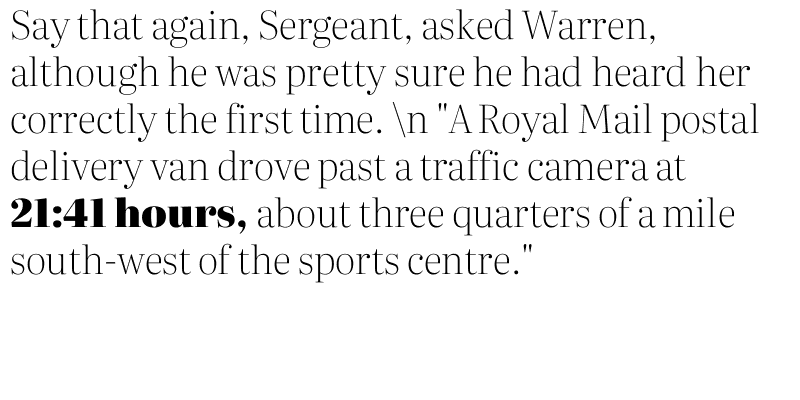 Say that again, Sergeant, asked Warren,
although he was pretty sure he had heard her
correctly the first time. \n "A Royal Mail postal
delivery van drove past a traffic camera at
21:41 hours, about three quarters of a mile
south-west of the sports centre."